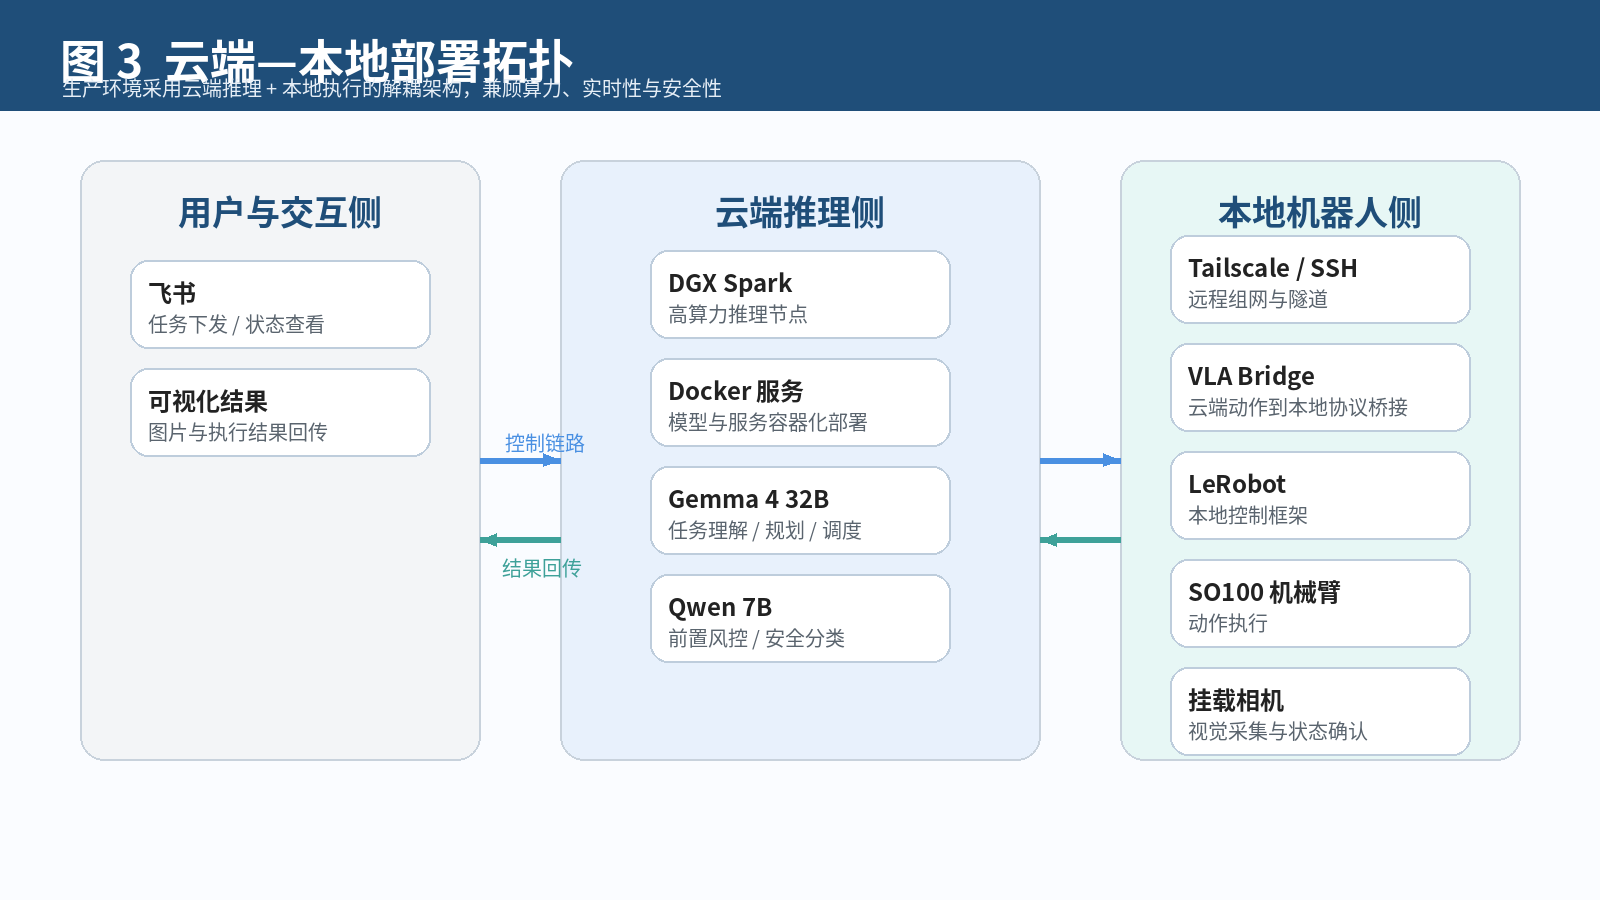 图 3 云端—本地部署拓扑
生产环境采用云端推理 + 本地执行的解耦架构，兼顾算力、实时性与安全性
用户与交互侧
飞书
任务下发 / 状态查看
可视化结果
图片与执行结果回传
控制链路
结果回传
云端推理侧
DGX Spark
高算力推理节点
Docker 服务
模型与服务容器化部署
Gemma 4 32B
任务理解 / 规划 / 调度
Qwen 7B
前置风控 / 安全分类
本地机器人侧
Tailscale / SSH
远程组网与隧道
VLA Bridge
云端动作到本地协议桥接
LeRobot
本地控制框架
SO100 机械臂
动作执行
挂载相机
视觉采集与状态确认